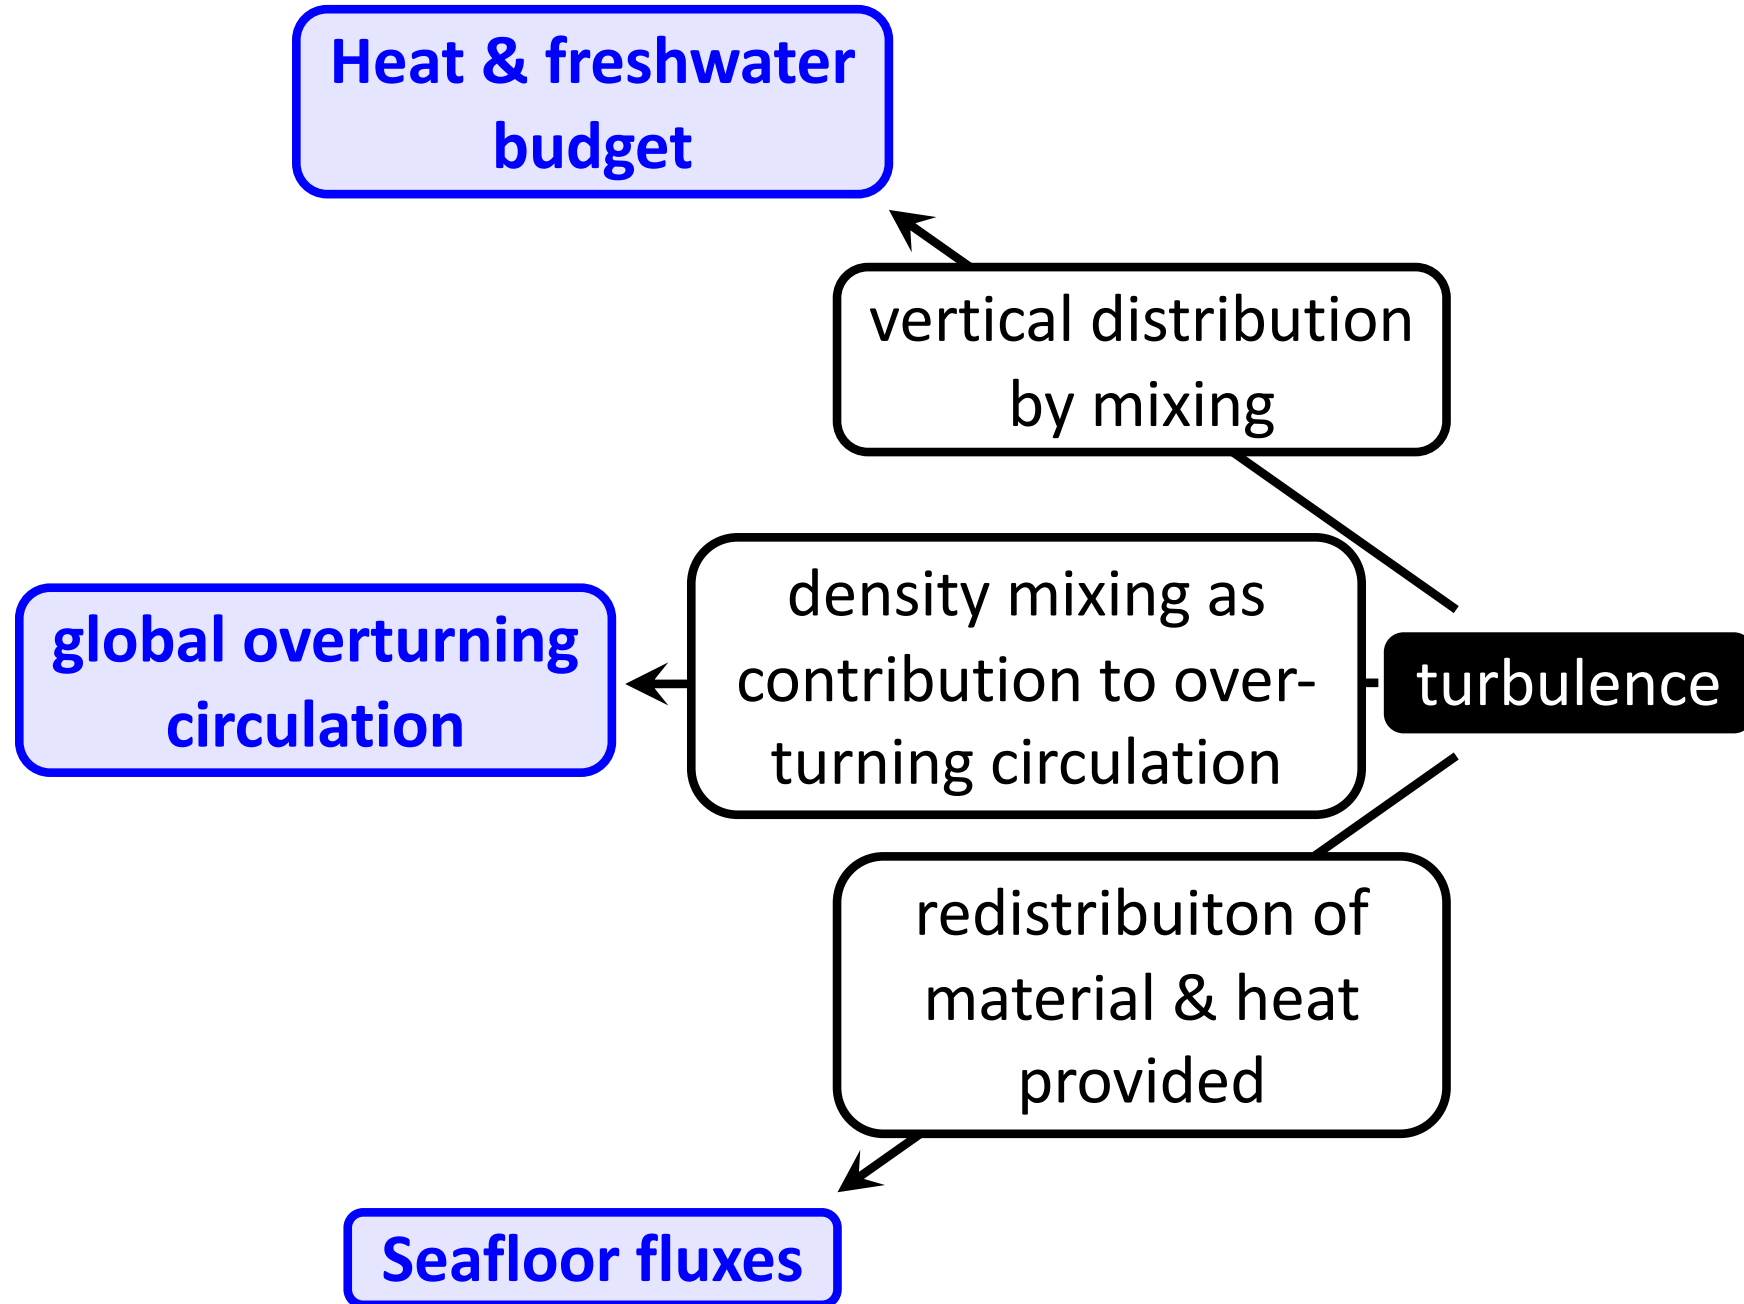 Heat & freshwater
budget
vertical distribution
by mixing
density mixing as
contribution to over-
turning circulation
global overturning
circulation
turbulence
redistribuiton of
material & heat
provided
Seafloor fluxes